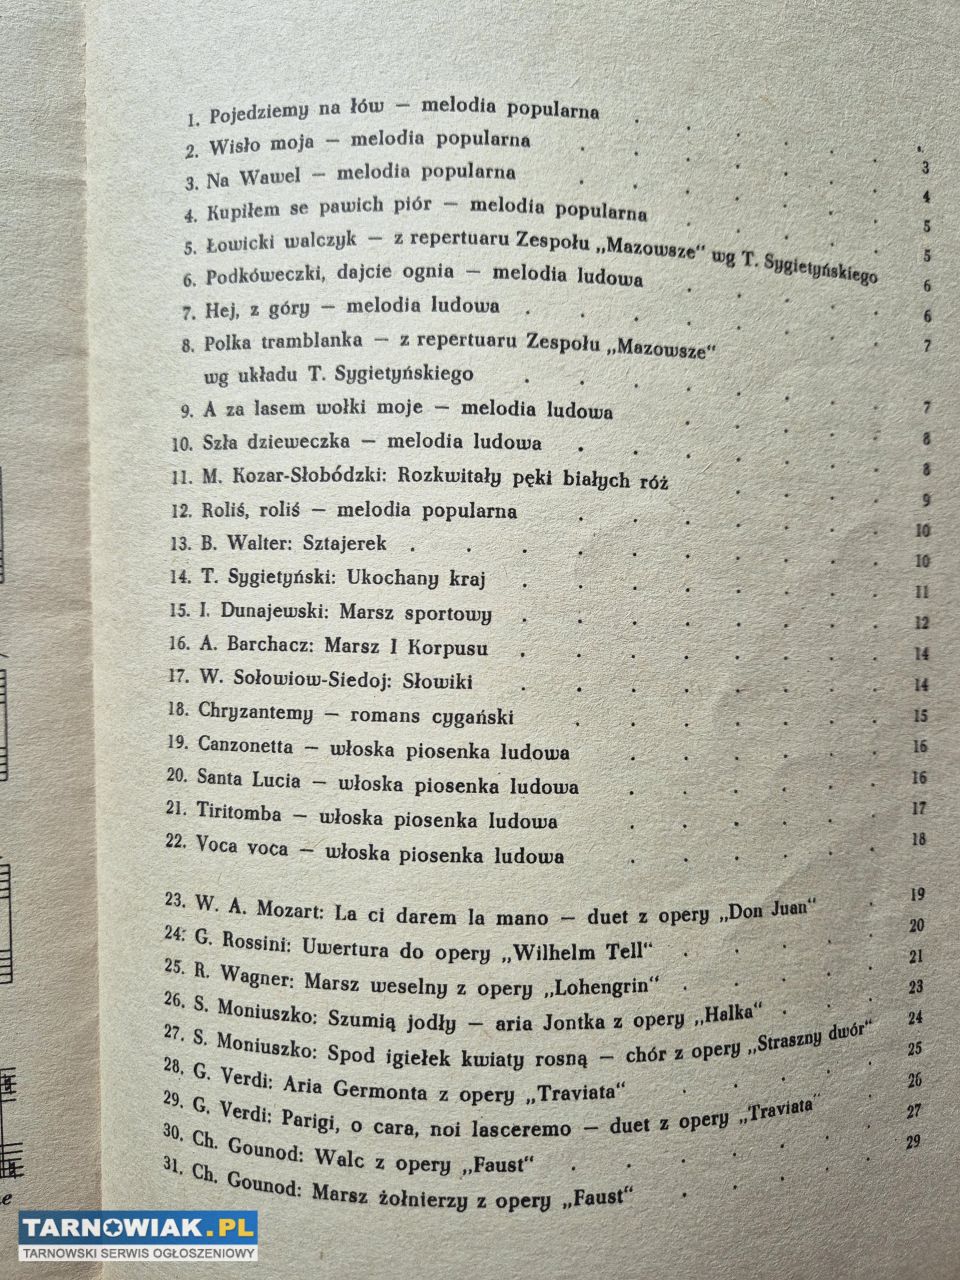 1. Pojedziemy na łów — melodia popularna . . . . . . 3
2. Wisło moja — melodia popularna . . . . . . . 4
3. Na Wawel — melodia popularna . . . . . . . 5
4. Kupiłem se pawich piór — melodia popularna . . . . . 5
5. Łowicki walczyk — z repertuaru Zespołu „Mazowsze" wg T. Sygietyńskiego 6
6. Podkóweczki, dajcie ognia — melodia ludowa . . . . . 6
7. Hej, z góry — melodia ludowa . . . . . . . . 7
8. Polka tramblanka — z repertuaru Zespołu „Mazowsze"
wg układu T. Sygietyńskiego . . . . . . . . 7
9. A za lasem wołki moje — melodia ludowa . . . . . 8
10. Szła dzieweczka — melodia ludowa . . . . . . . 8
11. M. Kozar-Słobódzki: Rozkwitały pęki białych róż . . . . 9
12. Roliś, roliś — melodia popularna . . . . . . . 10
13. B. Walter: Sztajerek . . . . . . . . . . 10
14. T. Sygietyński: Ukochany kraj . . . . . . . . 11
15. I. Dunajewski: Marsz sportowy . . . . . . . . 12
16. A. Barchacz: Marsz I Korpusu . . . . . . . . 14
17. W. Sołowiow-Siedoj: Słowiki . . . . . . . . 14
18. Chryzantemy — romans cygański . . . . . . . 15
19. Canzonetta — włoska piosenka ludowa . . . . . . 16
20. Santa Lucia — włoska piosenka ludowa . . . . . . 16
21. Tiritomba — włoska piosenka ludowa . . . . . . 17
22. Voca voca — włoska piosenka ludowa . . . . . . 18
23. W. A. Mozart: La ci darem la mano — duet z opery „Don Juan" . 19
24. G. Rossini: Uwertura do opery „Wilhelm Tell" . . . . . 20
25. R. Wagner: Marsz weselny z opery „Lohengrin" . . . . . 21
26. S. Moniuszko: Szumią jodły — aria Jontka z opery „Halka" . . . 23
27. S. Moniuszko: Spod igiełek kwiaty rosną — chór z opery „Straszny dwór" 24
28. G. Verdi: Aria Germonta z opery „Traviata" . . . . . 25
29. G. Verdi: Parigi, o cara, noi lasceremo — duet z opery „Traviata" . 26
30. Ch. Gounod: Walc z opery „Faust" . . . . . . . 27
31. Ch. Gounod: Marsz żołnierzy z opery „Faust" . . . . . 29
TARNOWIAK.PL
TARNOWSKI SERWIS OGŁOSZENIOWY